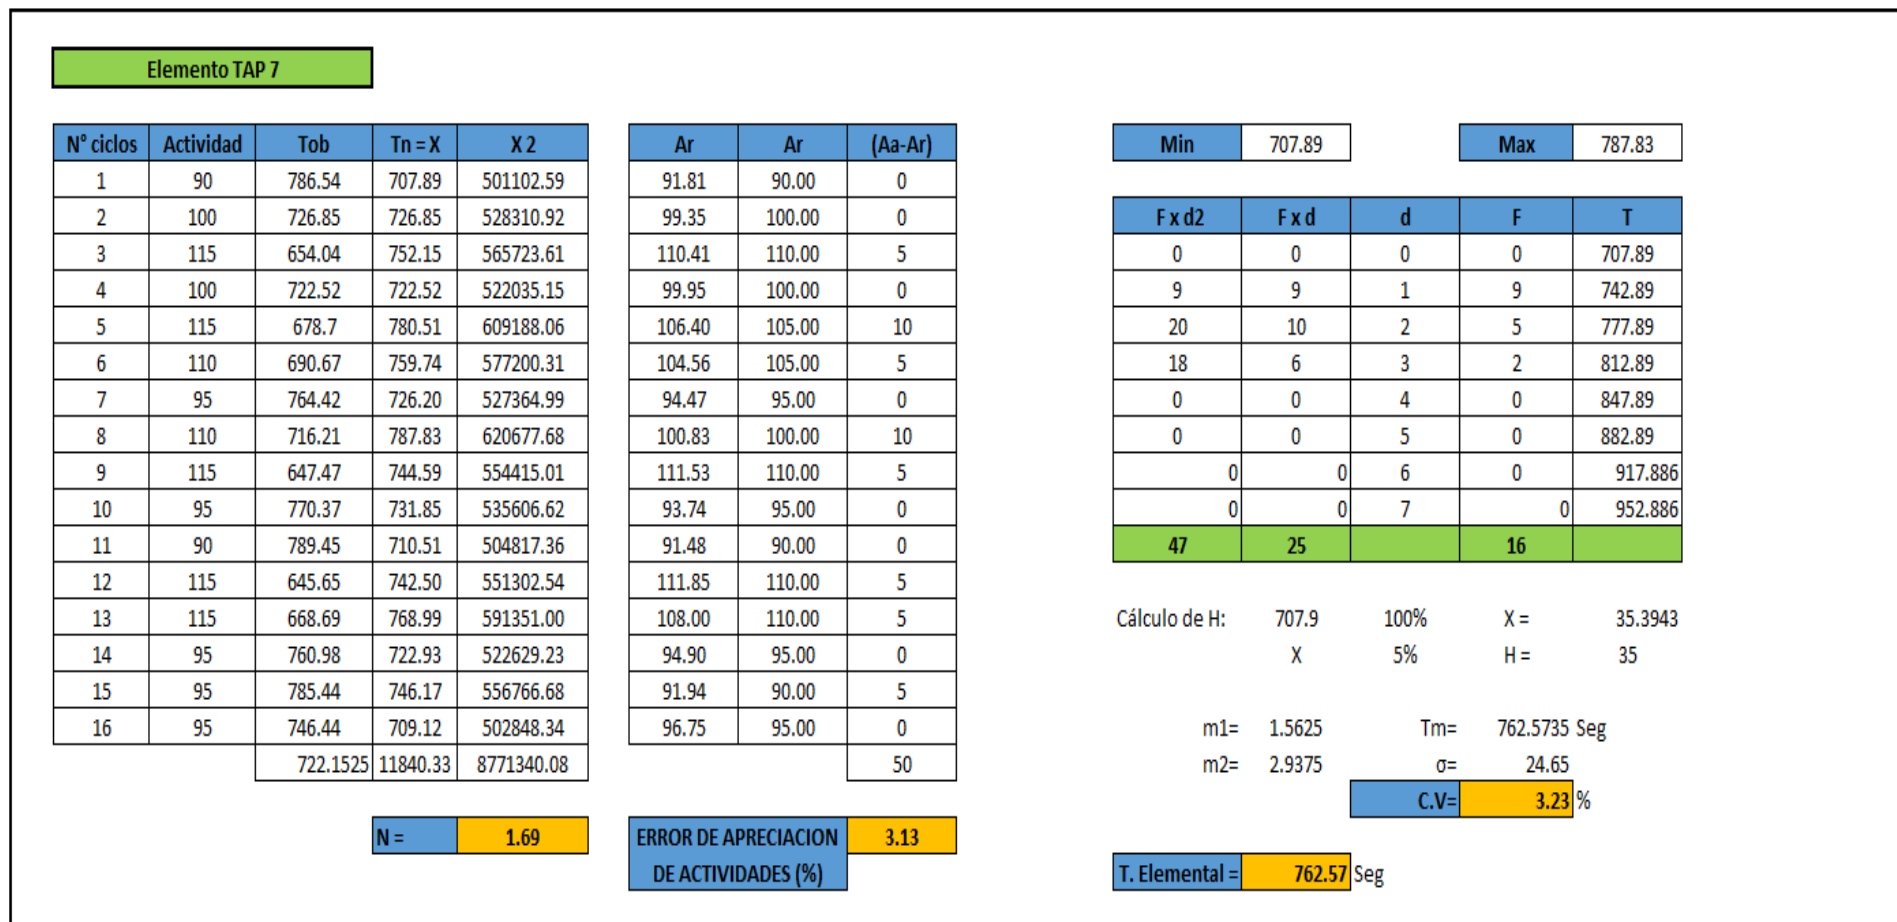 Elemento TAP 7
N° ciclos Actividad Tob Tn = X X 2 Ar Ar (Aa-Ar) Min 707.89 Max 787.83
1 90 786.54 707.89 501102.59 91.81 90.00 0
2 100 726.85 726.85 528310.92 99.35 100.00 0 F x d2 F x d d F T
3 115 654.04 752.15 565723.61 110.41 110.00 5 0 0 0 0 707.89
4 100 722.52 722.52 522035.15 99.95 100.00 0 9 9 1 9 742.89
5 115 678.7 780.51 609188.06 106.40 105.00 10 20 10 2 5 777.89
6 110 690.67 759.74 577200.31 104.56 105.00 5 18 6 3 2 812.89
7 95 764.42 726.20 527364.99 94.47 95.00 0 0 0 4 0 847.89
8 110 716.21 787.83 620677.68 100.83 100.00 10 0 0 5 0 882.89
9 115 647.47 744.59 554415.01 111.53 110.00 5 0 0 6 0 917.886
10 95 770.37 731.85 535606.62 93.74 95.00 0 0 0 7 0 952.886
11 90 789.45 710.51 504817.36 91.48 90.00 0 47 25 16
12 115 645.65 742.50 551302.54 111.85 110.00 5
13 115 668.69 768.99 591351.00 108.00 110.00 5 Cálculo de H: 707.9 100% X = 35.3943
14 95 760.98 722.93 522629.23 94.90 95.00 0 X 5% H = 35
15 95 785.44 746.17 556766.68 91.94 90.00 5
16 95 746.44 709.12 502848.34 96.75 95.00 0 m1= 1.5625 Tm= 762.5735 Seg
722.1525 11840.33 8771340.08 50 m2= 2.9375 σ= 24.65
C.V= 3.23 %
N = 1.69 ERROR DE APRECIACION 3.13
DE ACTIVIDADES (%) T. Elemental = 762.57 Seg